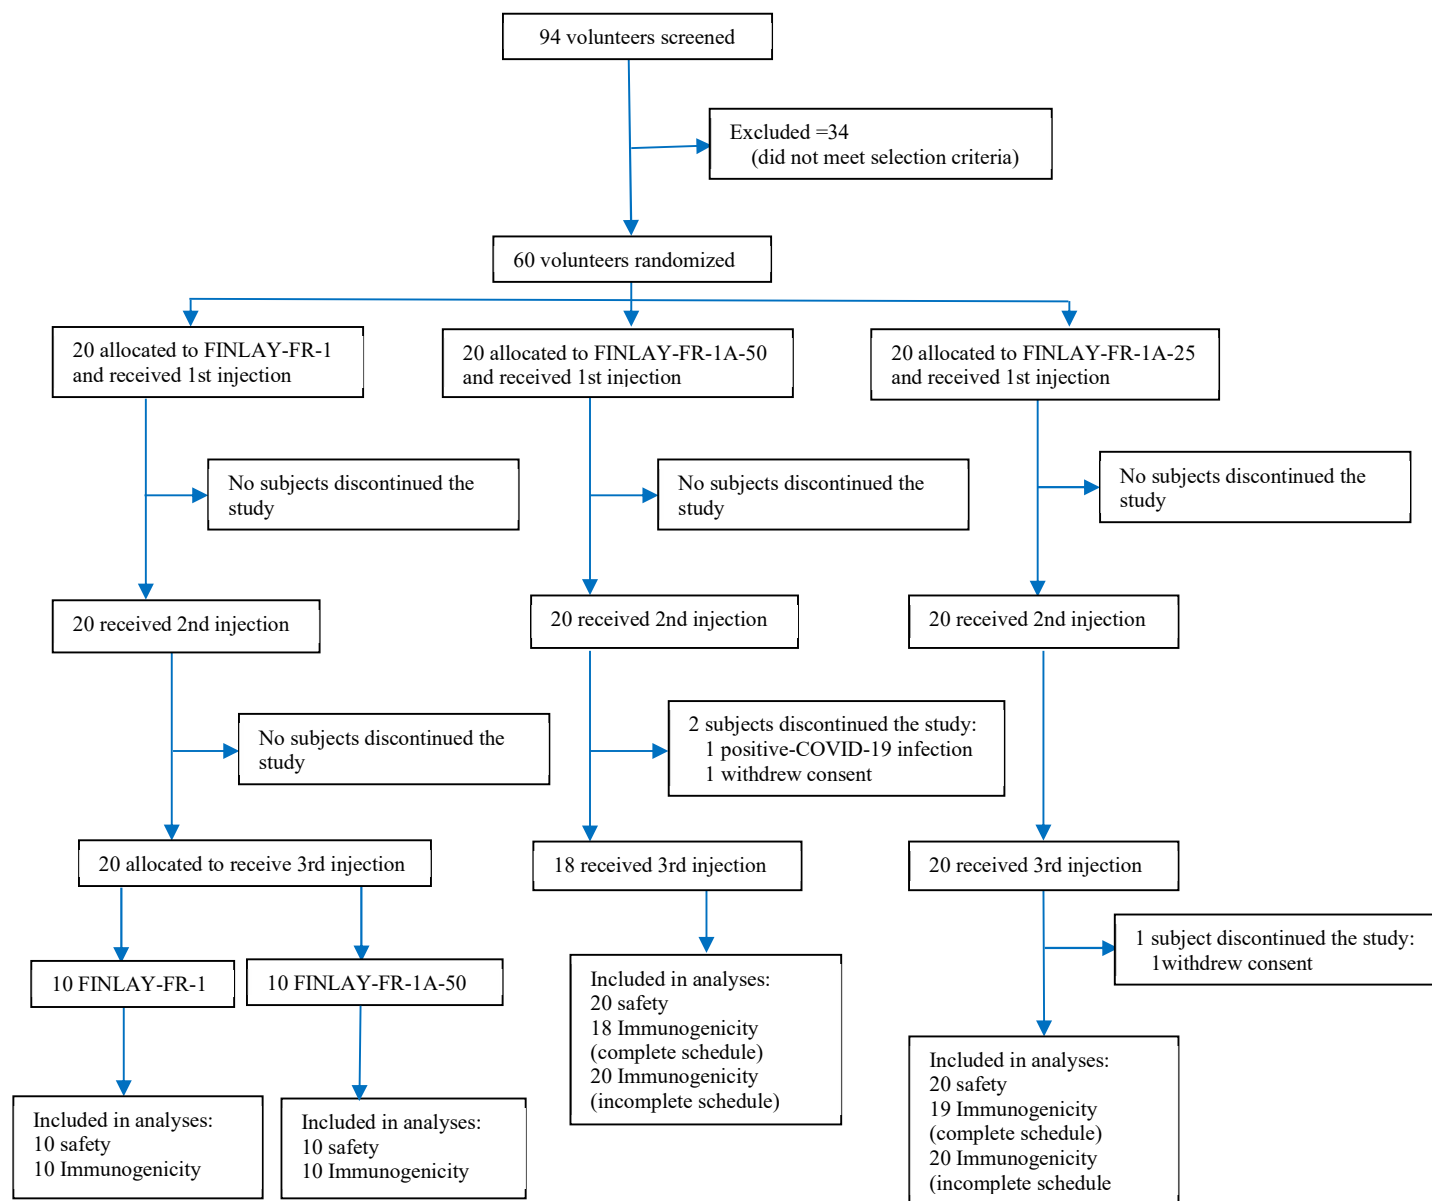 94 volunteers screened
Excluded =34
(did not meet selection criteria)
60 volunteers randomized
20 allocated to FINLAY-FR-1
and received 1st injection
20 allocated to FINLAY-FR-1A-50
and received 1st injection
20 allocated to FINLAY-FR-1A-25
and received 1st injection
No subjects discontinued the
study
No subjects discontinued the
study
No subjects discontinued the
study
20 received 2nd injection
20 received 2nd injection
20 received 2nd injection
No subjects discontinued the
study
2 subjects discontinued the study:
1 positive-COVID-19 infection
1 withdrew consent
20 allocated to receive 3rd injection
18 received 3rd injection
20 received 3rd injection
1 subject discontinued the study:
1withdrew consent
10 FINLAY-FR-1
10 FINLAY-FR-1A-50
Included in analyses:
20 safety
18 Immunogenicity
(complete schedule)
20 Immunogenicity
(incomplete schedule)
Included in analyses:
20 safety
19 Immunogenicity
(complete schedule)
20 Immunogenicity
(incomplete schedule
Included in analyses:
10 safety
10 Immunogenicity
Included in analyses:
10 safety
10 Immunogenicity